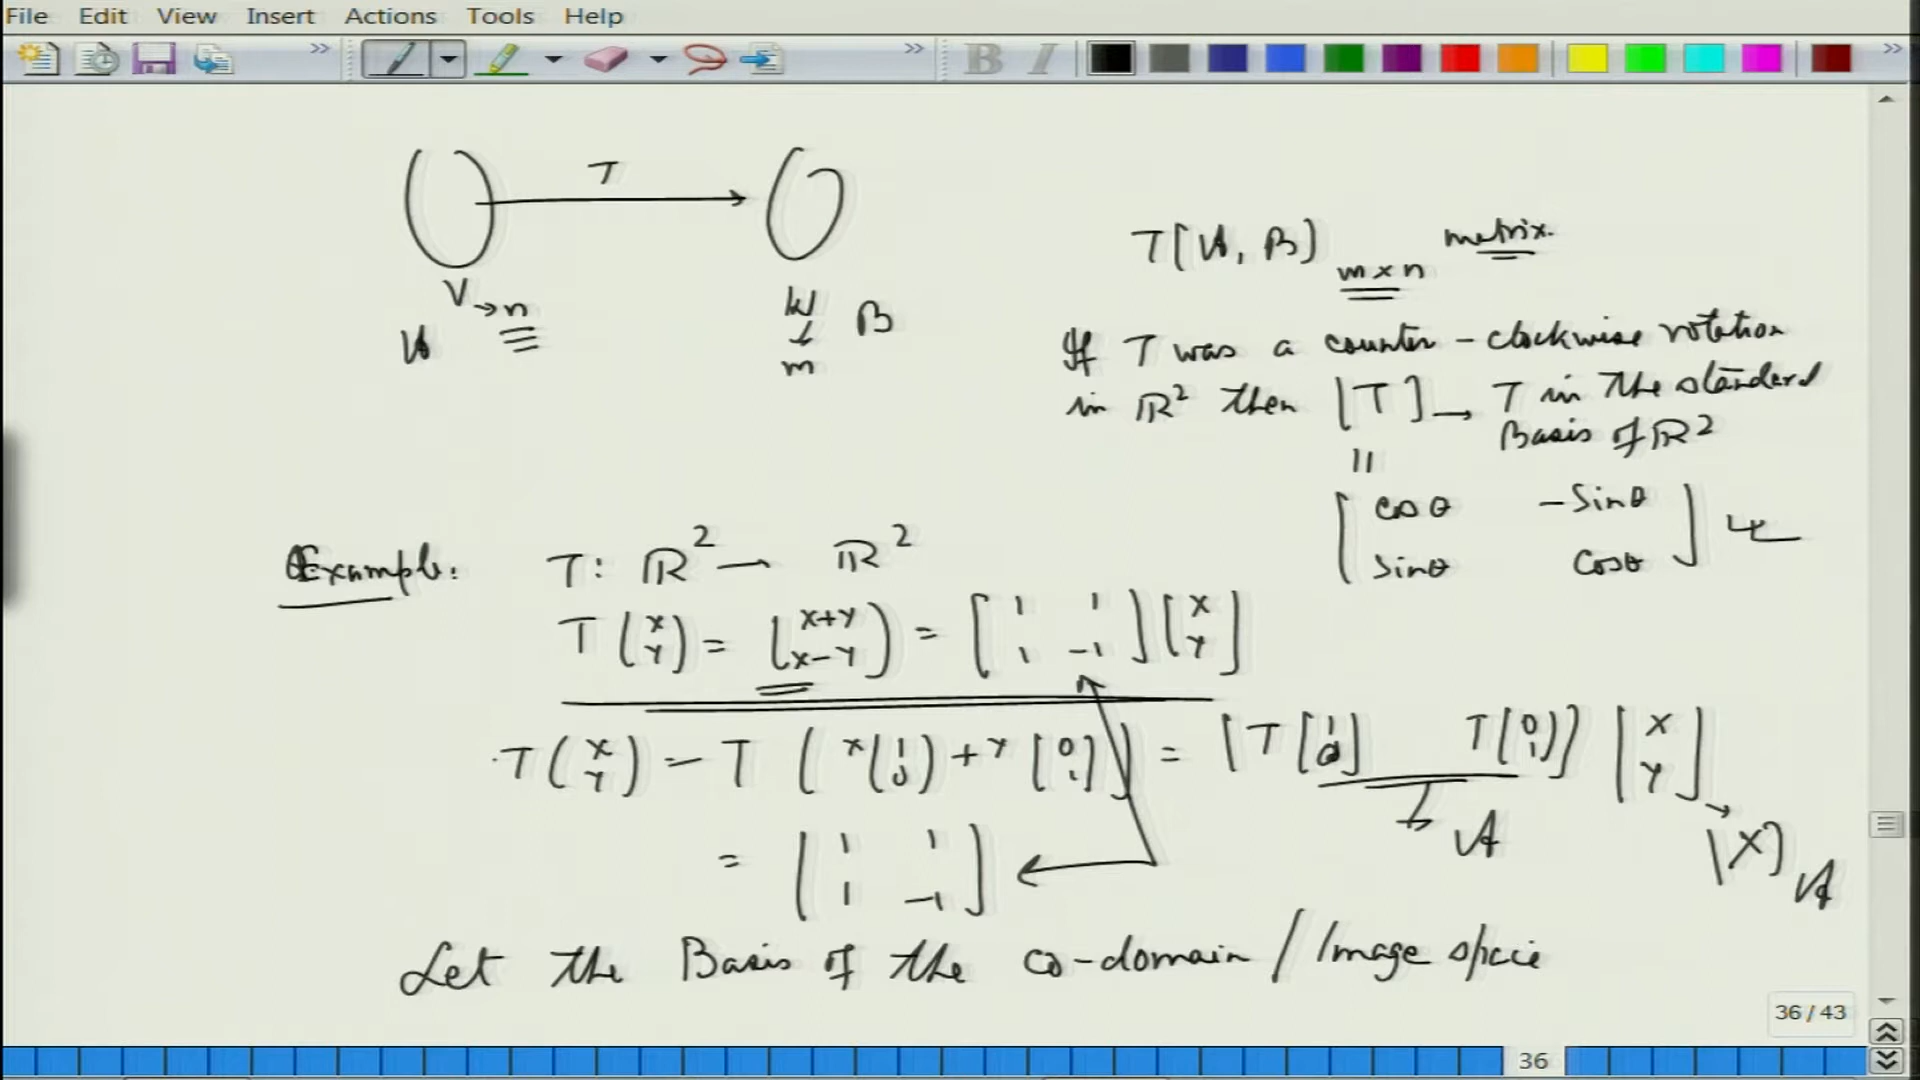 File Edit View Insert Actions Tools Help
B I
T
V → n
A
W
↓
m
B
T[A, B] m×n matrix.
If T was a counter-clockwise rotation
in ℝ² then [T] → T in the standard
Basis of ℝ²
||
[ cos θ −sin θ
sin θ cos θ ]
Example: T: ℝ² → ℝ²
T(x y) = (x+y x−y) = [1 1 1 −1][x y]
T(x y) = T(x(1 0) + y[0 1]) = [T[1 0] T[0 1]] [x y]
A
[X]A
= [1 1 1 −1]
Let the Basis of the co-domain / Image space
36 / 43
36